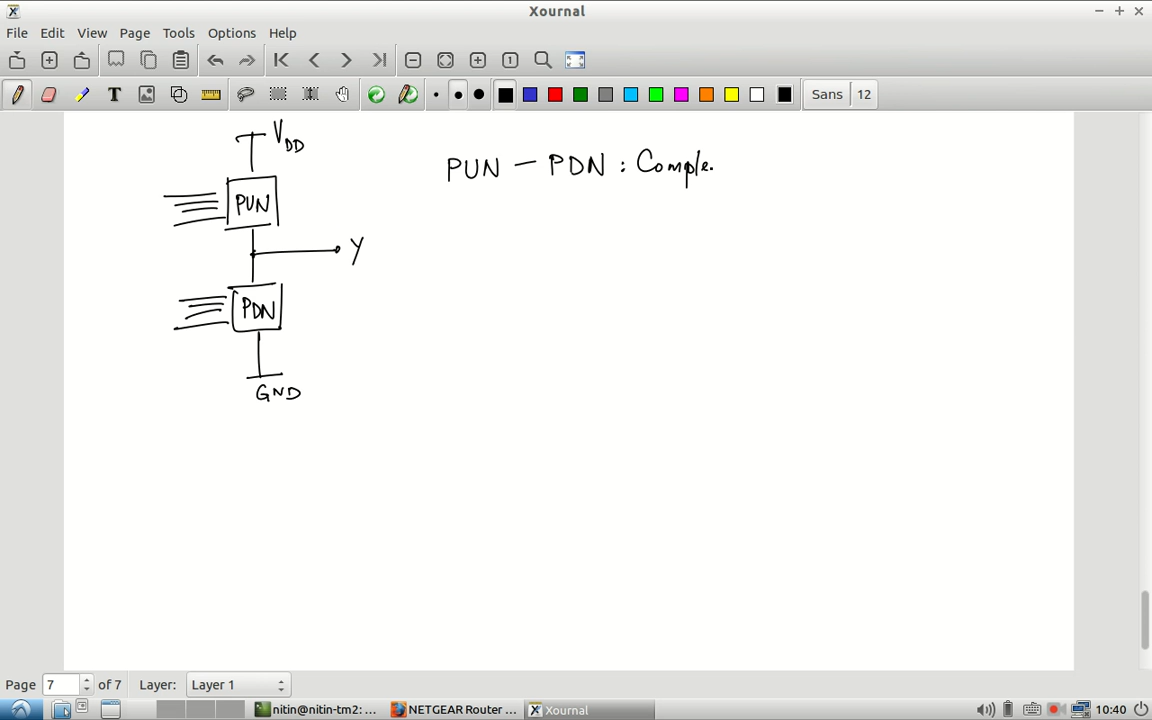 Xournal
File Edit View Page Tools Options Help
Sans 12
VDD
PUN – PDN : Comple.
PUN
Y
PDN
GND
Page 7 of 7 Layer: Layer 1
nitin@nitin-tm2: ... NETGEAR Router ... Xournal 10:40